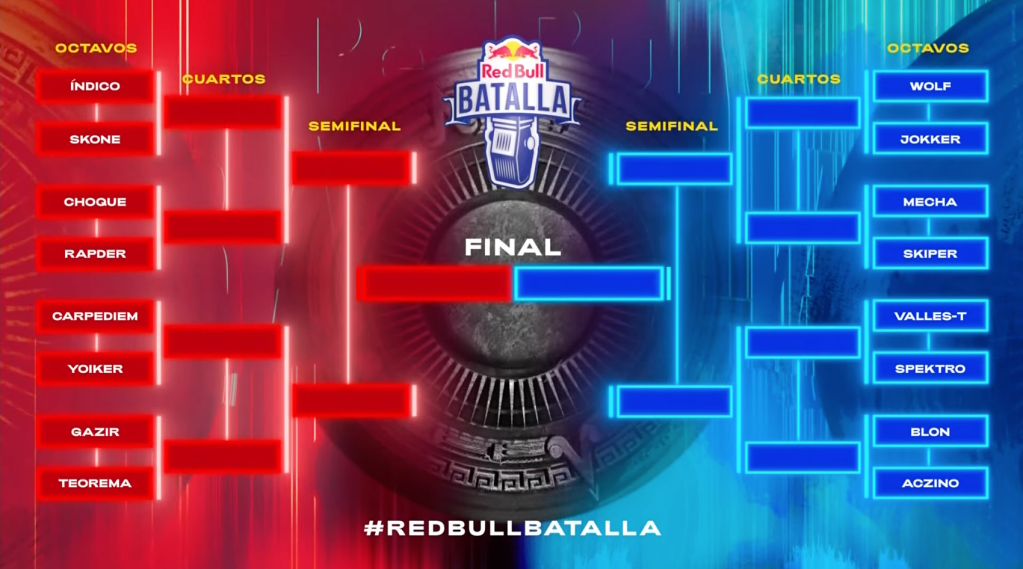 OCTAVOS
ÍNDICO
SKONE
CHOQUE
RAPDER
CARPEDIEM
YOIKER
GAZIR
TEOREMA
CUARTOS
SEMIFINAL
Red Bull
BATALLA
FINAL
SEMIFINAL
CUARTOS
OCTAVOS
WOLF
JOKKER
MECHA
SKIPER
VALLES-T
SPEKTRO
BLON
ACZINO
#REDBULLBATALLA